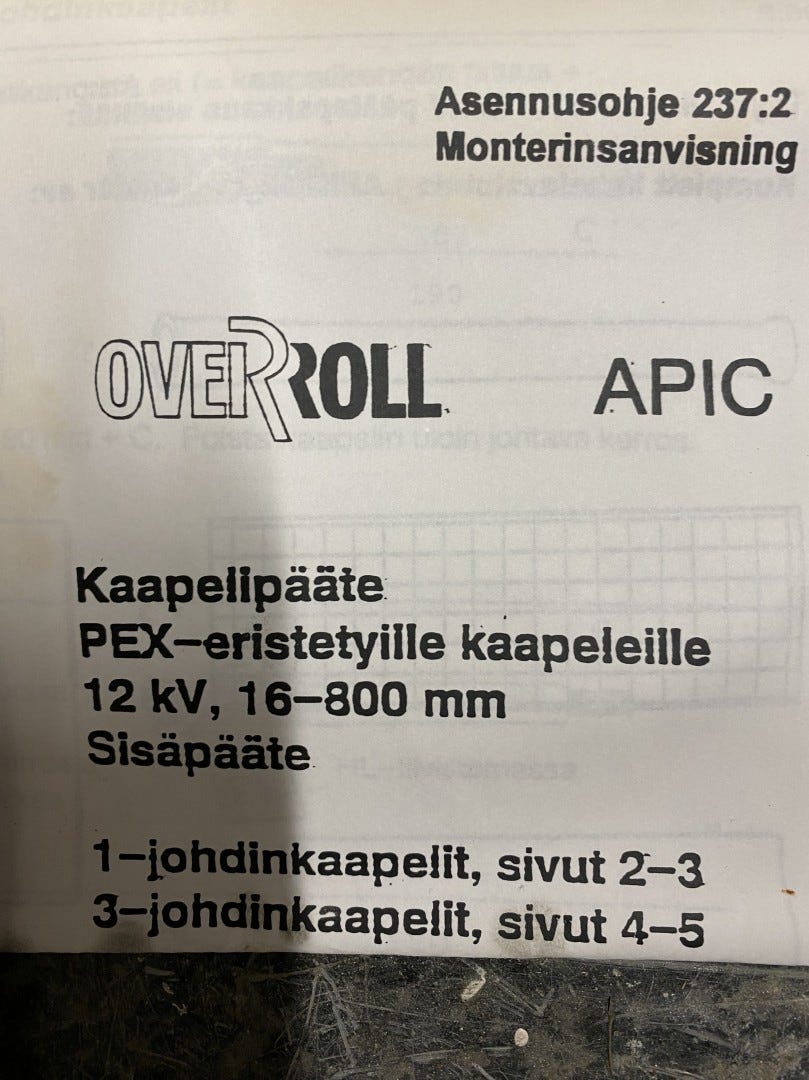 Asennusohje 237:2
Monterinsanvisning
OVERROLL APIC
Kaapelipääte
PEX-eristetyille kaapeleille
12 kV, 16-800 mm
Sisäpääte
1-johdinkaapelit, sivut 2-3
3-johdinkaapelit, sivut 4-5